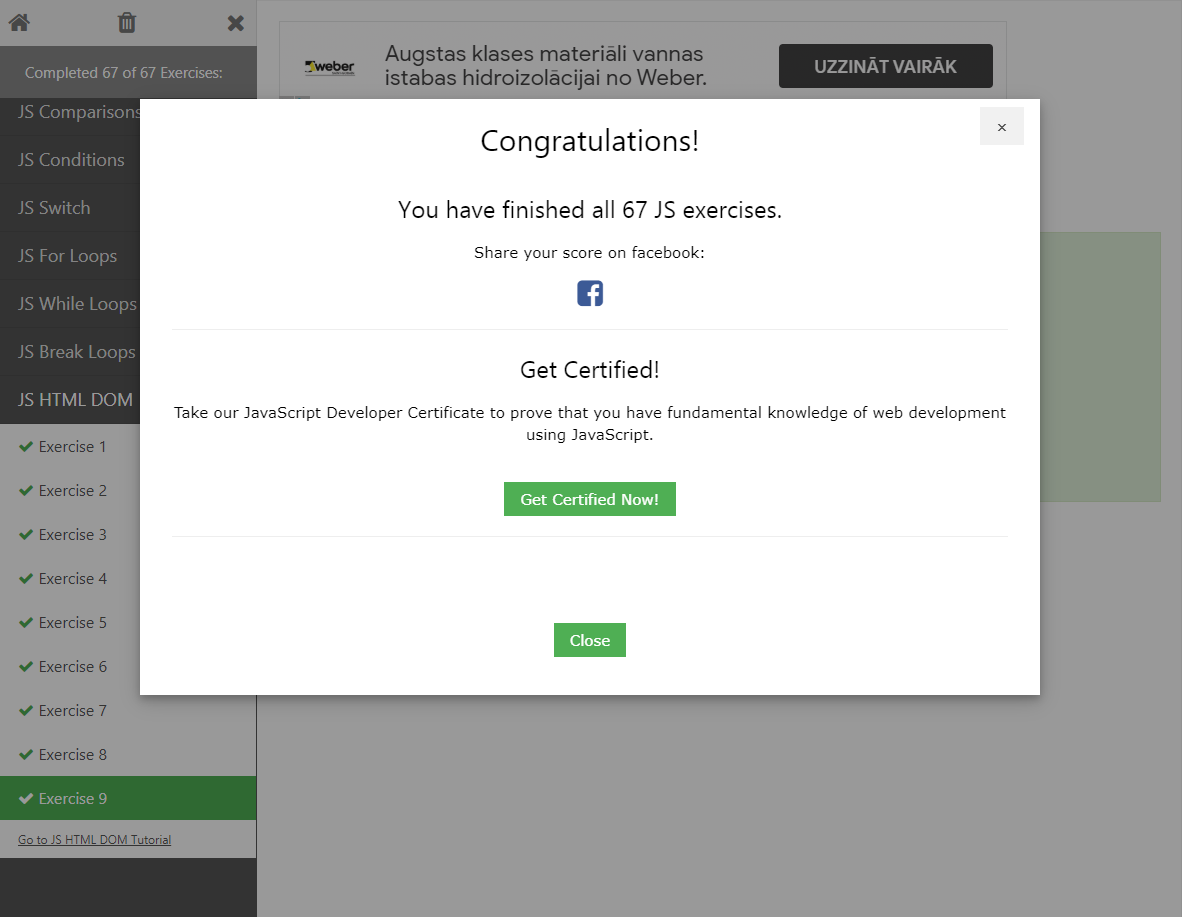 Completed 67 of 67 Exercises:
JS Comparisons
JS Conditions
JS Switch
JS For Loops
JS While Loops
JS Break Loops
JS HTML DOM
Exercise 1
Exercise 2
Exercise 3
Exercise 4
Exercise 5
Exercise 6
Exercise 7
Exercise 8
Exercise 9
Go to JS HTML DOM Tutorial
weber
Augstas klases materiāli vannas
istabas hidroizolācijai no Weber.
UZZINĀT VAIRĀK
×
Congratulations!
You have finished all 67 JS exercises.
Share your score on facebook:
Get Certified!
Take our JavaScript Developer Certificate to prove that you have fundamental knowledge of web development
using JavaScript.
Get Certified Now!
Close